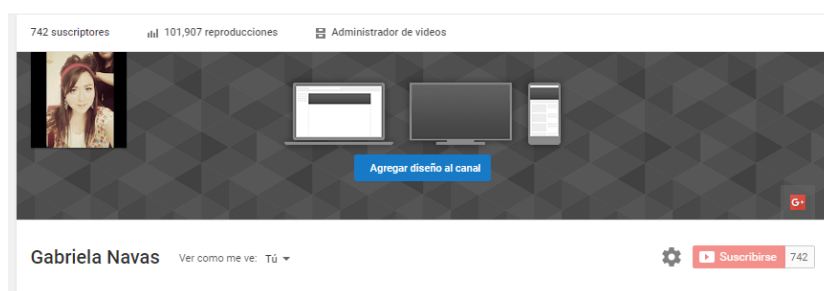 742 suscriptores 101,907 reproducciones Administrador de videos
Agregar diseño al canal
G+
Gabriela Navas Ver como me ve: Tú Suscribirse 742